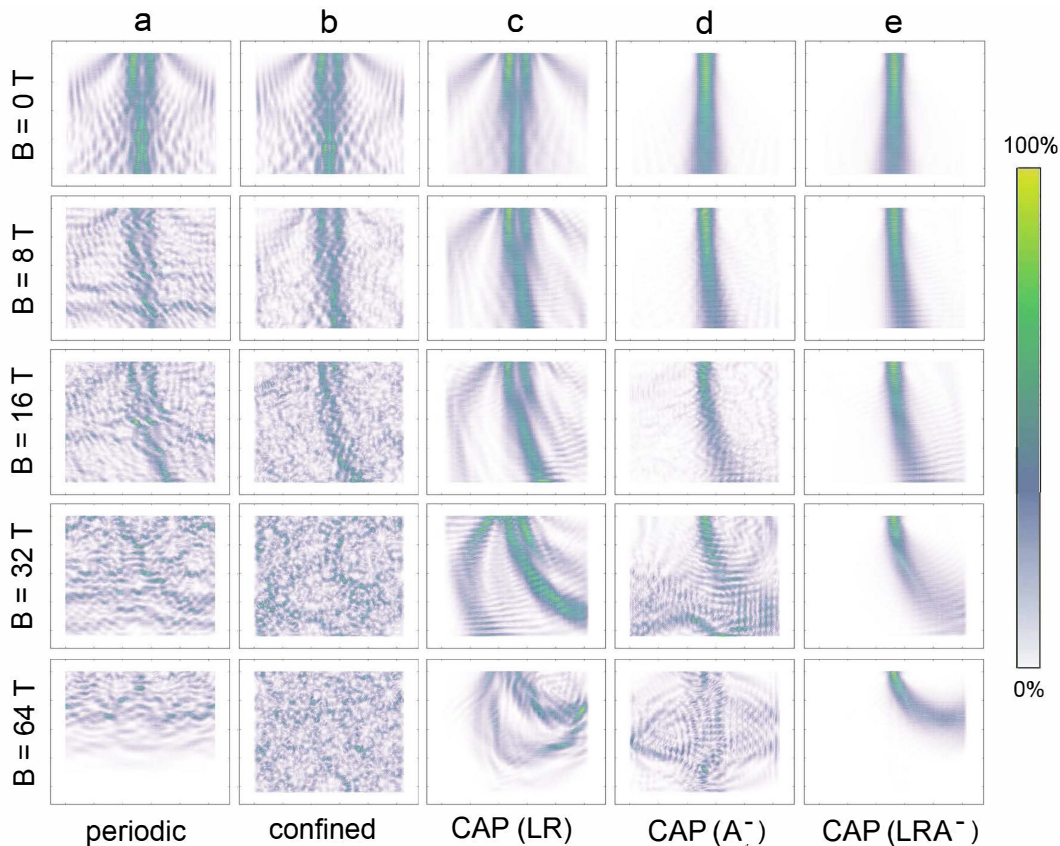 a b c d e
B = 0 T
100%
B = 8 T
B = 16 T
B = 32 T
0%
B = 64 T
periodic confined CAP (LR) CAP (A⁻) CAP (LRA⁻)